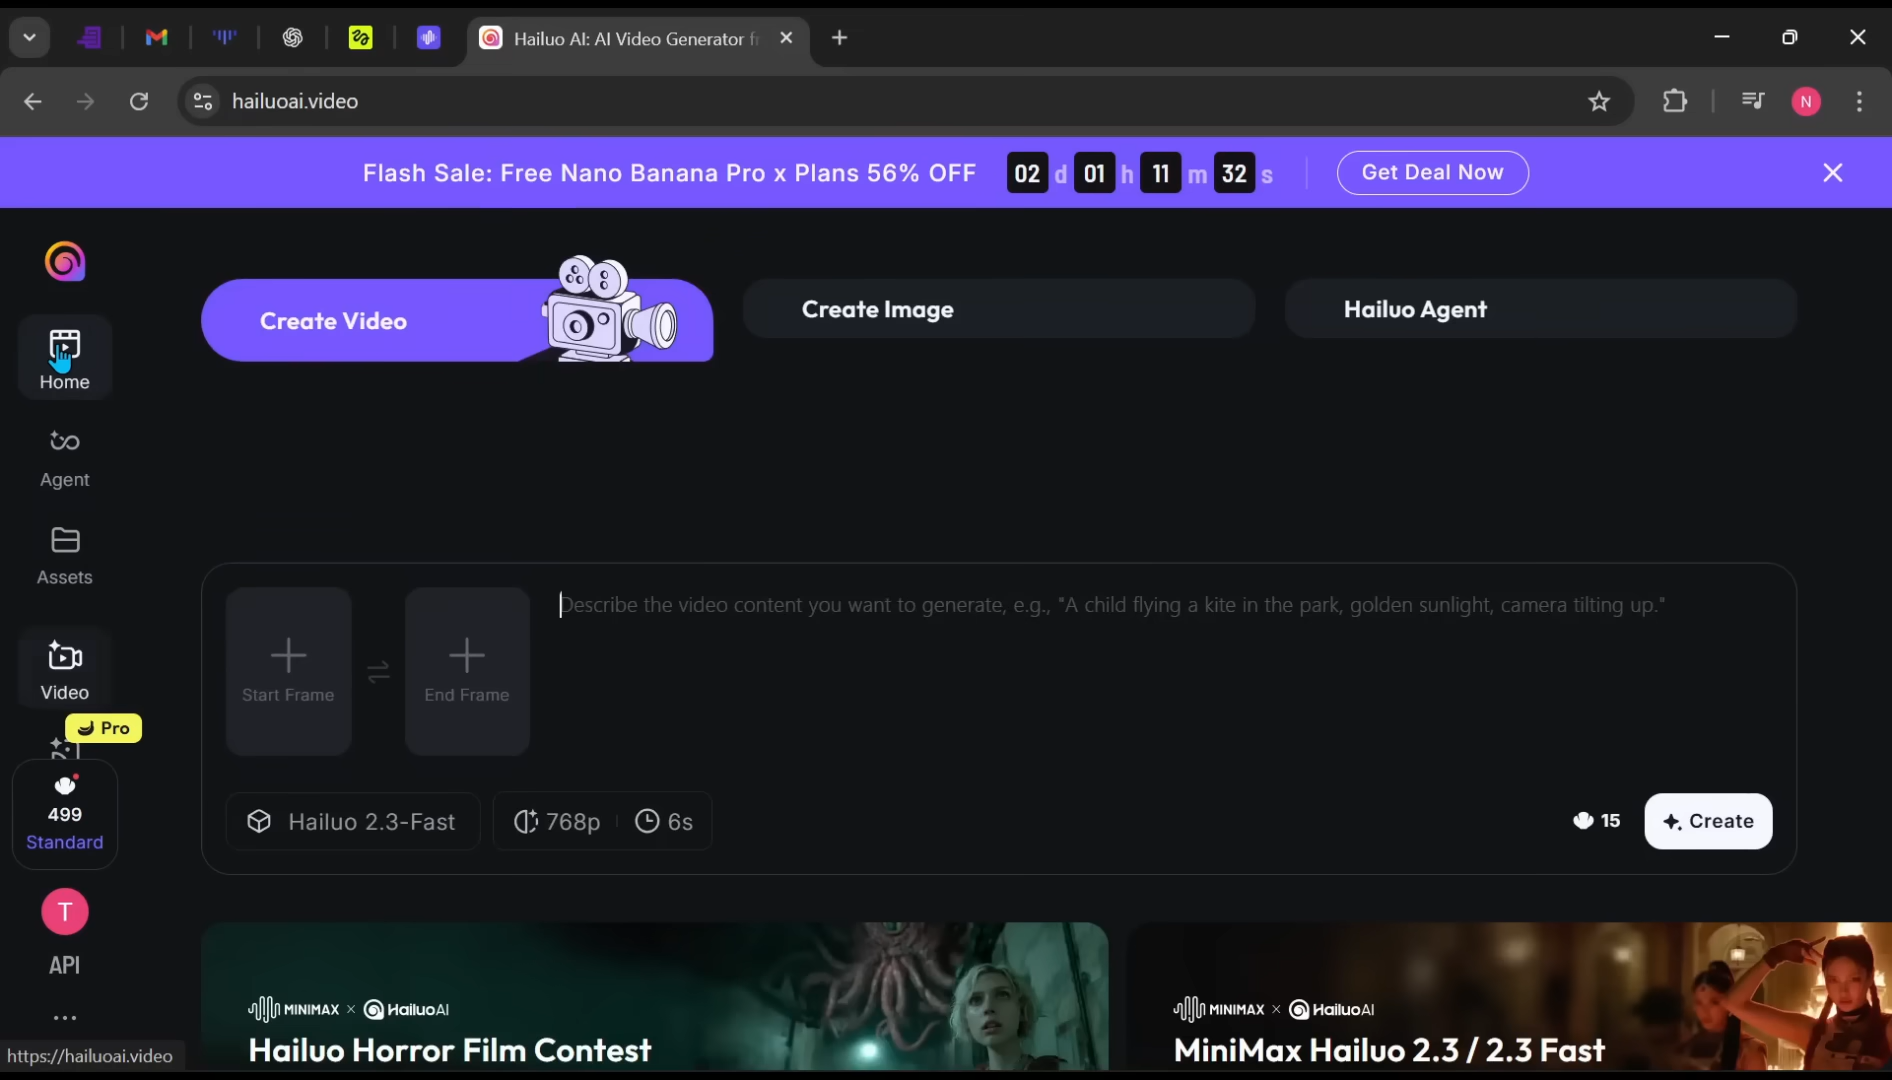 Hailuo AI: AI Video Generator f
hailuoai.video
N
Flash Sale: Free Nano Banana Pro x Plans 56% OFF 02 d 01 h 11 m 32 s Get Deal Now
Create Video
Create Image
Hailuo Agent
Home
Agent
Assets
Video
Pro
499
Standard
T
API
...
Start Frame
End Frame
Describe the video content you want to generate, e.g., "A child flying a kite in the park, golden sunlight, camera tilting up."
Hailuo 2.3-Fast
768p
6s
15
Create
MINIMAX × HailuoAI
Hailuo Horror Film Contest
MINIMAX × HailuoAI
MiniMax Hailuo 2.3 / 2.3 Fast
https://hailuoai.video